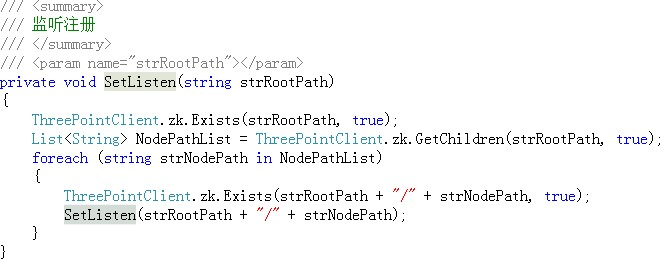 /// <summary>
/// 监听注册
/// </summary>
/// <param name="strRootPath"></param>
private void SetListen(string strRootPath)
{
ThreePointClient.zk.Exists(strRootPath, true);
List<String> NodePathList = ThreePointClient.zk.GetChildren(strRootPath, true);
foreach (string strNodePath in NodePathList)
{
ThreePointClient.zk.Exists(strRootPath + "/" + strNodePath, true);
SetListen(strRootPath + "/" + strNodePath);
}
}